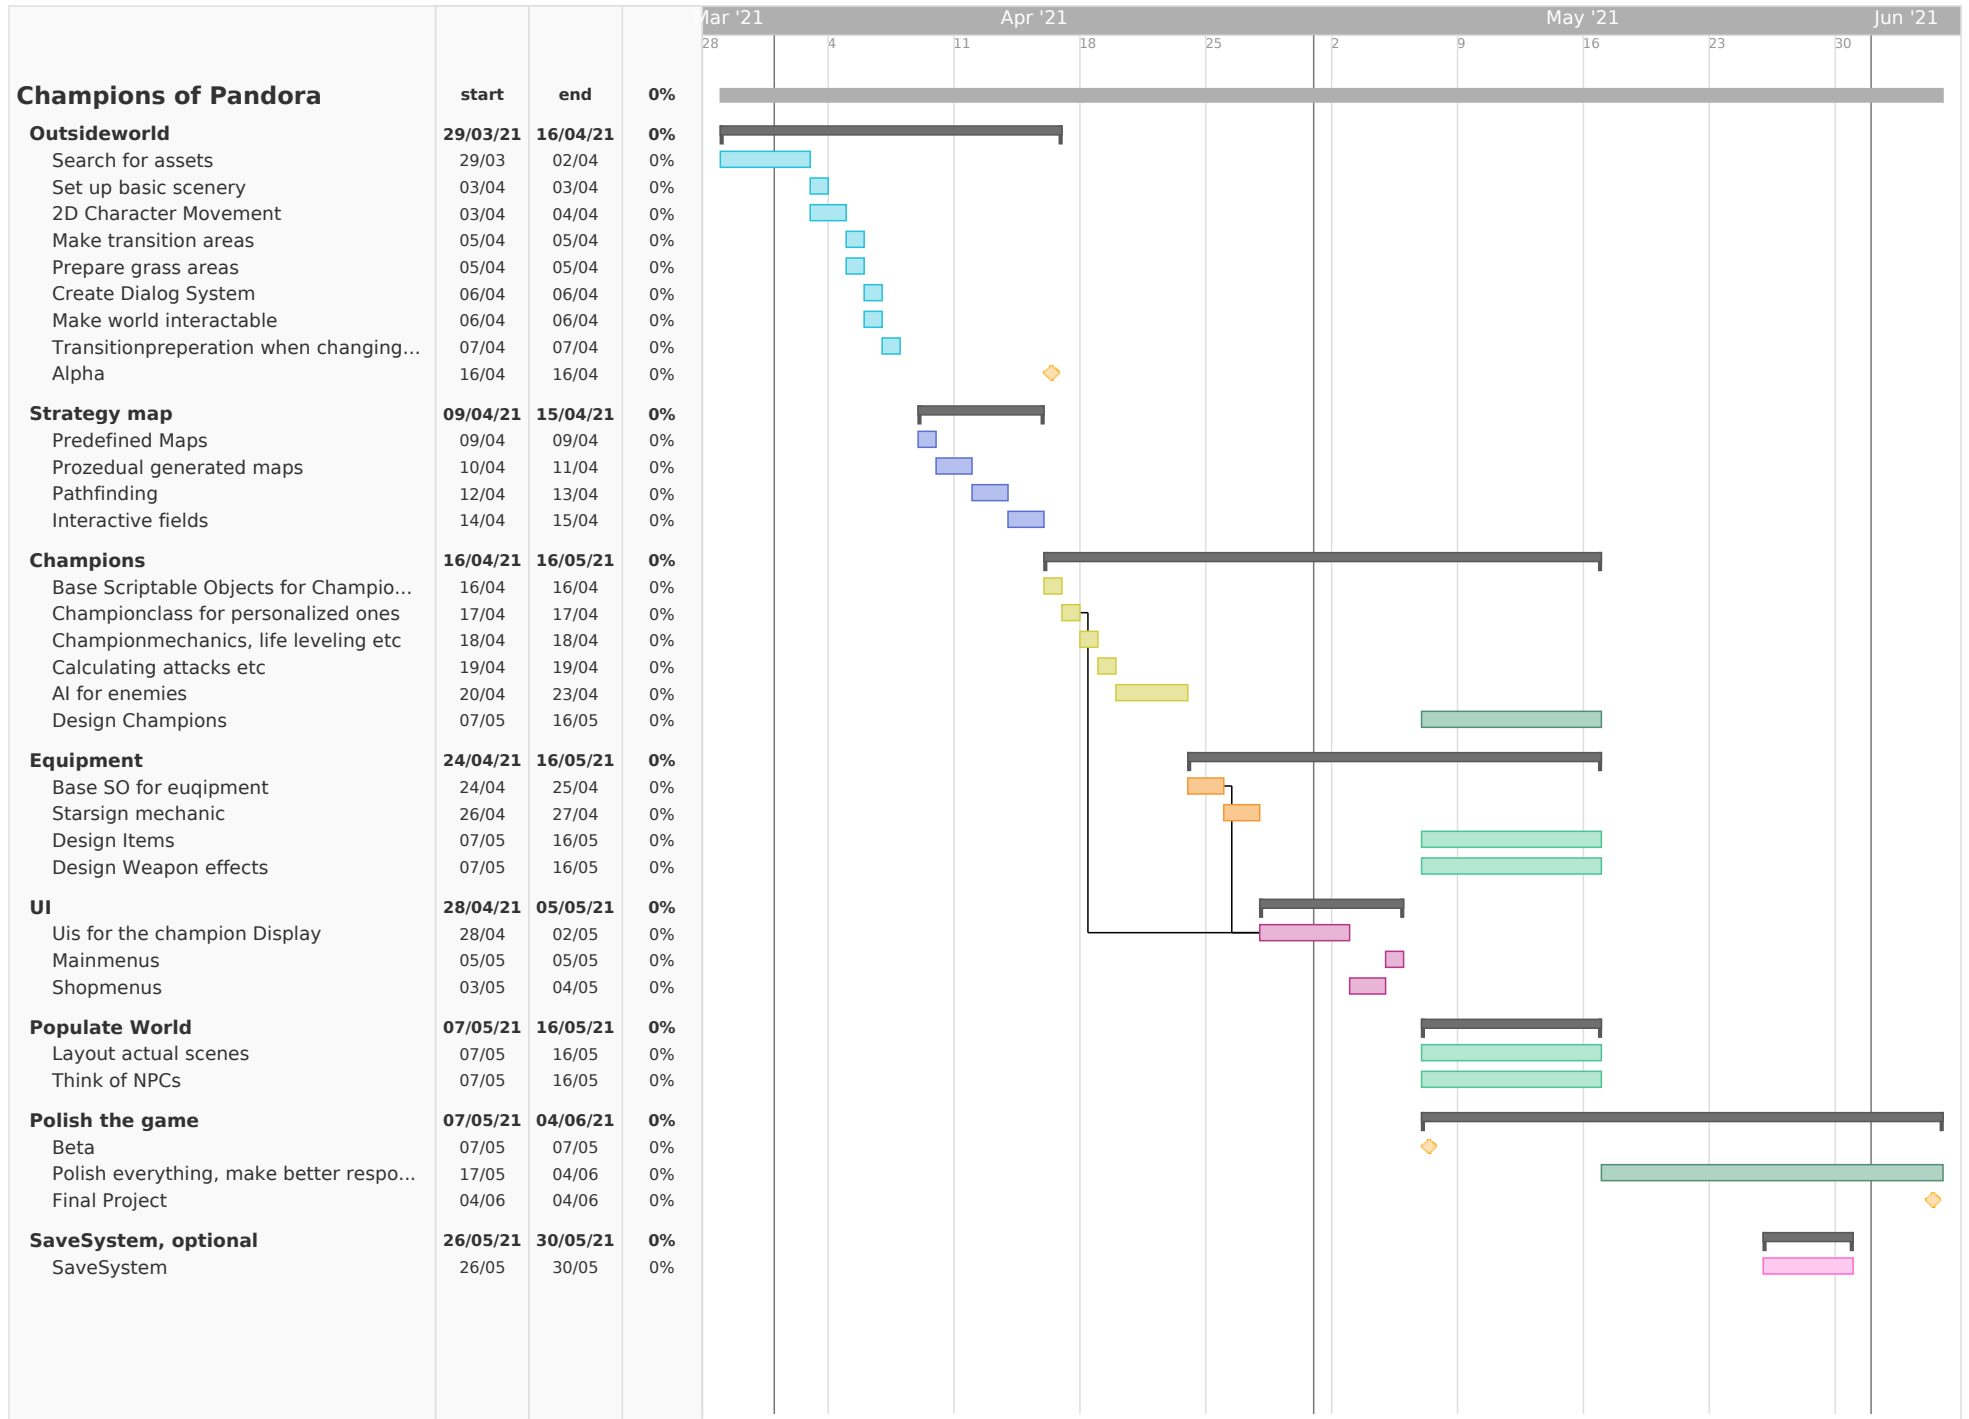 Mar '21 Apr '21 May '21 Jun '21
28 4 11 18 25 2 9 16 23 30
Champions of Pandora start end 0%
Outsideworld 29/03/21 16/04/21 0%
Search for assets 29/03 02/04 0%
Set up basic scenery 03/04 03/04 0%
2D Character Movement 03/04 04/04 0%
Make transition areas 05/04 05/04 0%
Prepare grass areas 05/04 05/04 0%
Create Dialog System 06/04 06/04 0%
Make world interactable 06/04 06/04 0%
Transitionpreperation when changing... 07/04 07/04 0%
Alpha 16/04 16/04 0%
Strategy map 09/04/21 15/04/21 0%
Predefined Maps 09/04 09/04 0%
Prozedual generated maps 10/04 11/04 0%
Pathfinding 12/04 13/04 0%
Interactive fields 14/04 15/04 0%
Champions 16/04/21 16/05/21 0%
Base Scriptable Objects for Champio... 16/04 16/04 0%
Championclass for personalized ones 17/04 17/04 0%
Championmechanics, life leveling etc 18/04 18/04 0%
Calculating attacks etc 19/04 19/04 0%
AI for enemies 20/04 23/04 0%
Design Champions 07/05 16/05 0%
Equipment 24/04/21 16/05/21 0%
Base SO for euqipment 24/04 25/04 0%
Starsign mechanic 26/04 27/04 0%
Design Items 07/05 16/05 0%
Design Weapon effects 07/05 16/05 0%
UI 28/04/21 05/05/21 0%
Uis for the champion Display 28/04 02/05 0%
Mainmenus 05/05 05/05 0%
Shopmenus 03/05 04/05 0%
Populate World 07/05/21 16/05/21 0%
Layout actual scenes 07/05 16/05 0%
Think of NPCs 07/05 16/05 0%
Polish the game 07/05/21 04/06/21 0%
Beta 07/05 07/05 0%
Polish everything, make better respo... 17/05 04/06 0%
Final Project 04/06 04/06 0%
SaveSystem, optional 26/05/21 30/05/21 0%
SaveSystem 26/05 30/05 0%